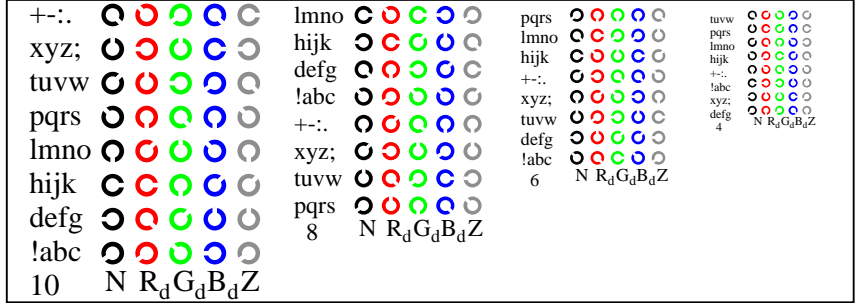 +-:.
xyz;
tuvw
pqrs
lmno
hijk
defg
!abc
10 N RdGdBdZ
lmno
hijk
defg
!abc
+-:.
xyz;
tuvw
pqrs
8 N RdGdBdZ
pqrs
lmno
hijk
+-:.
xyz;
tuvw
defg
!abc
6 N RdGdBdZ
tuvw
pqrs
lmno
hijk
+-:.
!abc
xyz;
defg N RdGdBdZ
4